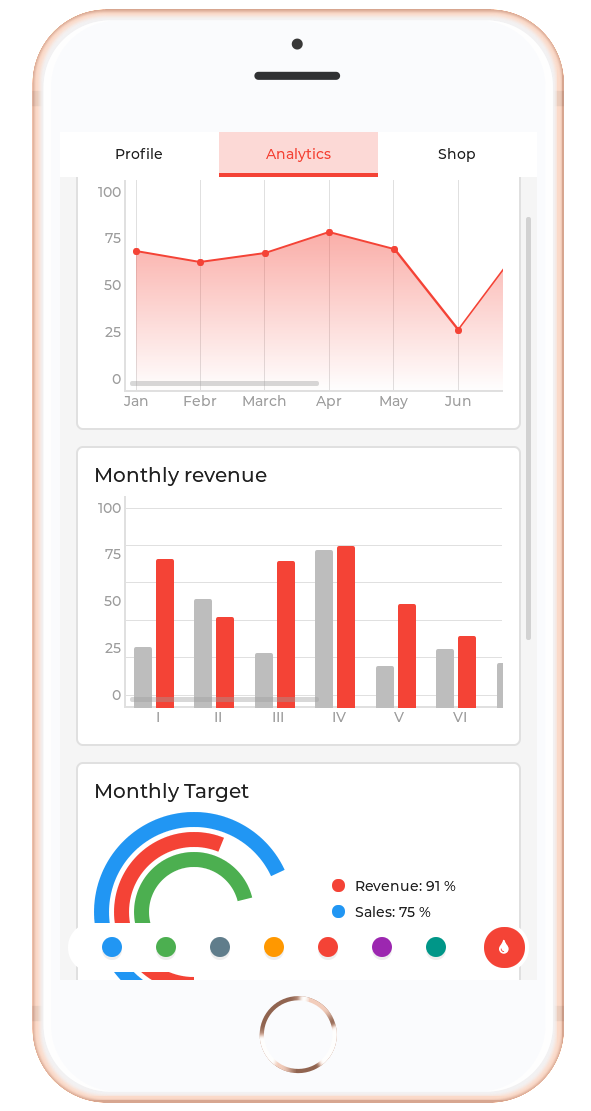 Profile Analytics Shop
100
75
50
25
0
Jan Febr March Apr May Jun
Monthly revenue
100
75
50
25
0
I II III IV V VI
Monthly Target
Revenue: 91 %
Sales: 75 %